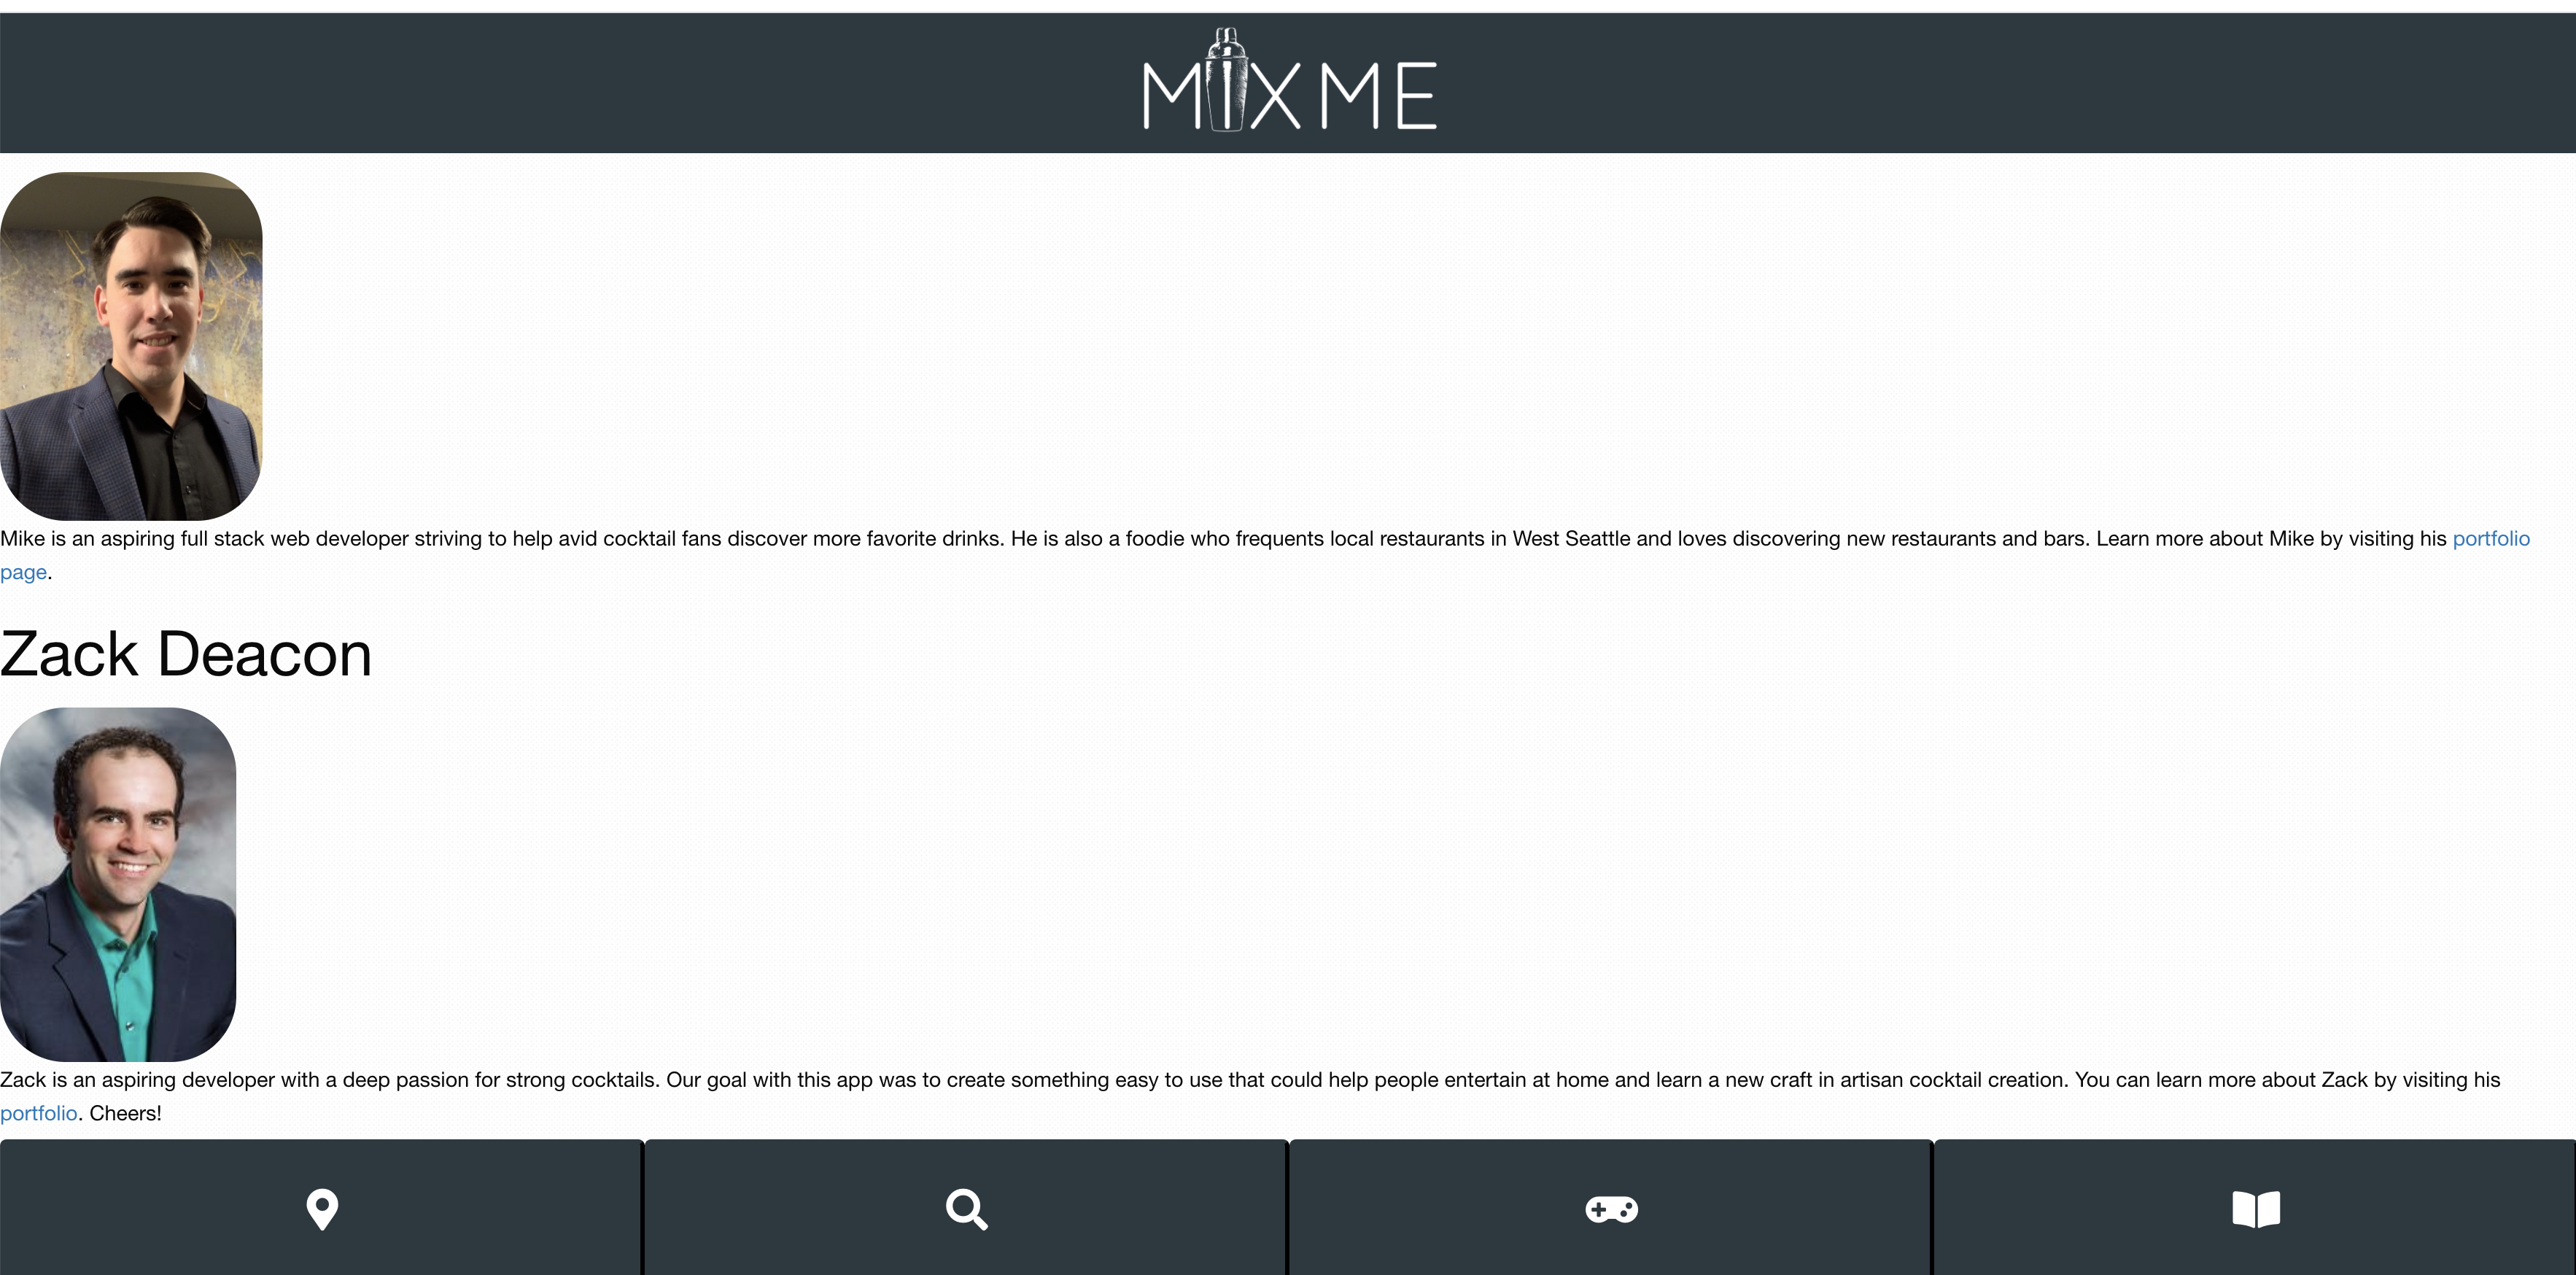 MIXME
Mike is an aspiring full stack web developer striving to help avid cocktail fans discover more favorite drinks. He is also a foodie who frequents local restaurants in West Seattle and loves discovering new restaurants and bars. Learn more about Mike by visiting his portfolio
page.
Zack Deacon
Zack is an aspiring developer with a deep passion for strong cocktails. Our goal with this app was to create something easy to use that could help people entertain at home and learn a new craft in artisan cocktail creation. You can learn more about Zack by visiting his
portfolio. Cheers!